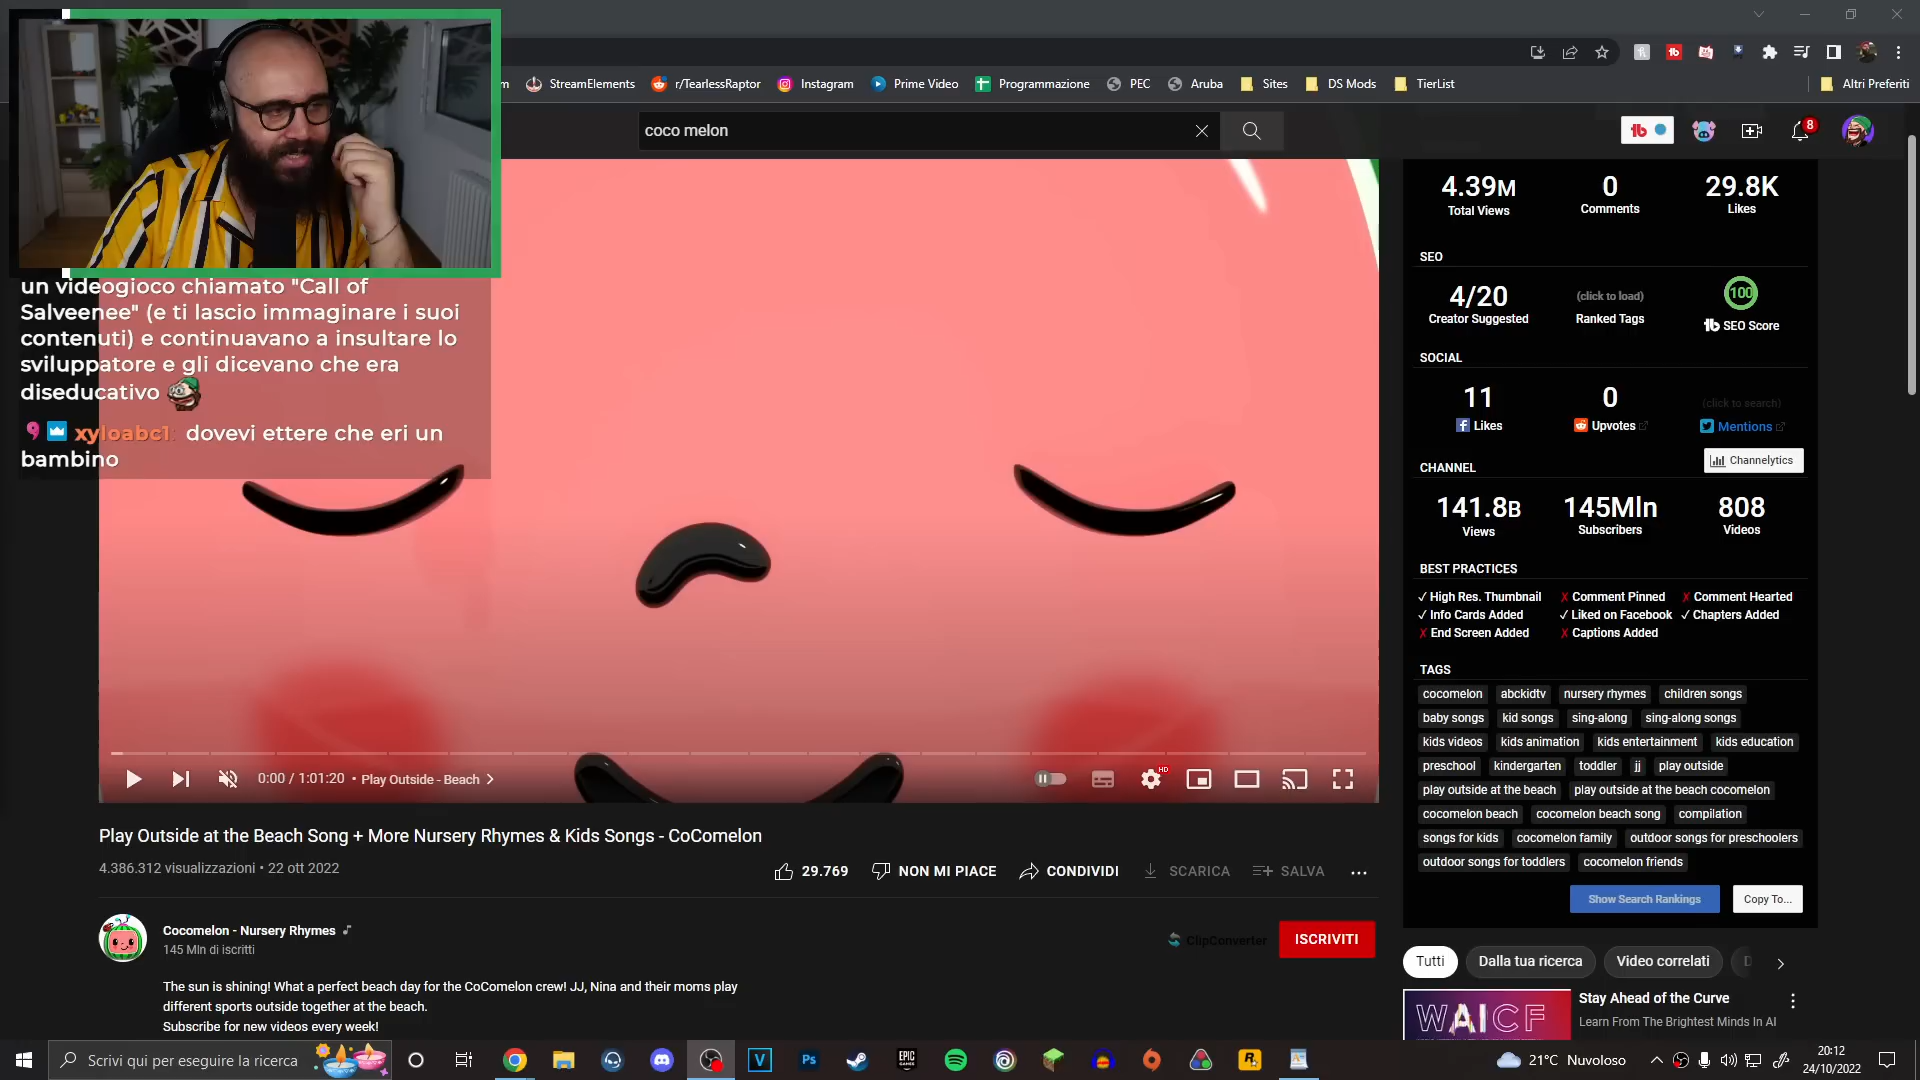 m
StreamElements
r/TearlessRaptor
Instagram
Prime Video
Programmazione
PEC
Aruba
Sites
DS Mods
TierList
Altri Preferiti
coco melon
8
un videogioco chiamato "Call of
Salveenee" (e ti lascio immaginare i suoi
contenuti) e continuavano a insultare lo
sviluppatore e gli dicevano che era
diseducativo
xyloabc1: dovevi ettere che eri un
bambino
0:00 / 1:01:20 • Play Outside - Beach
HD
Play Outside at the Beach Song + More Nursery Rhymes & Kids Songs - CoComelon
4.386.312 visualizzazioni • 22 ott 2022
29.769
NON MI PIACE
CONDIVIDI
SCARICA
SALVA
Cocomelon - Nursery Rhymes
145 Mln di iscritti
ClipConverter
ISCRIVITI
The sun is shining! What a perfect beach day for the CoComelon crew! JJ, Nina and their moms play
different sports outside together at the beach.
Subscribe for new videos every week!
4.39M 0 29.8K
Total Views Comments Likes
SEO
4/20 (click to load) 100
Creator Suggested Ranked Tags SEO Score
SOCIAL
11 0 (click to search)
Likes Upvotes Mentions
Channelytics
CHANNEL
141.8B 145Mln 808
Views Subscribers Videos
BEST PRACTICES
✓ High Res. Thumbnail ✗ Comment Pinned ✗ Comment Hearted
✓ Info Cards Added ✓ Liked on Facebook ✓ Chapters Added
✗ End Screen Added ✗ Captions Added
TAGS
cocomelon abckidtv nursery rhymes children songs
baby songs kid songs sing-along sing-along songs
kids videos kids animation kids entertainment kids education
preschool kindergarten toddler jj play outside
play outside at the beach play outside at the beach cocomelon
cocomelon beach cocomelon beach song compilation
songs for kids cocomelon family outdoor songs for preschoolers
outdoor songs for toddlers cocomelon friends
Show Search Rankings
Copy To...
Tutti
Dalla tua ricerca
Video correlati
D
WAICF
Stay Ahead of the Curve
Learn From The Brightest Minds In AI
Scrivi qui per eseguire la ricerca
V
Ps
EPIC
GAMES
R
21°C Nuvoloso
20:12
24/10/2022